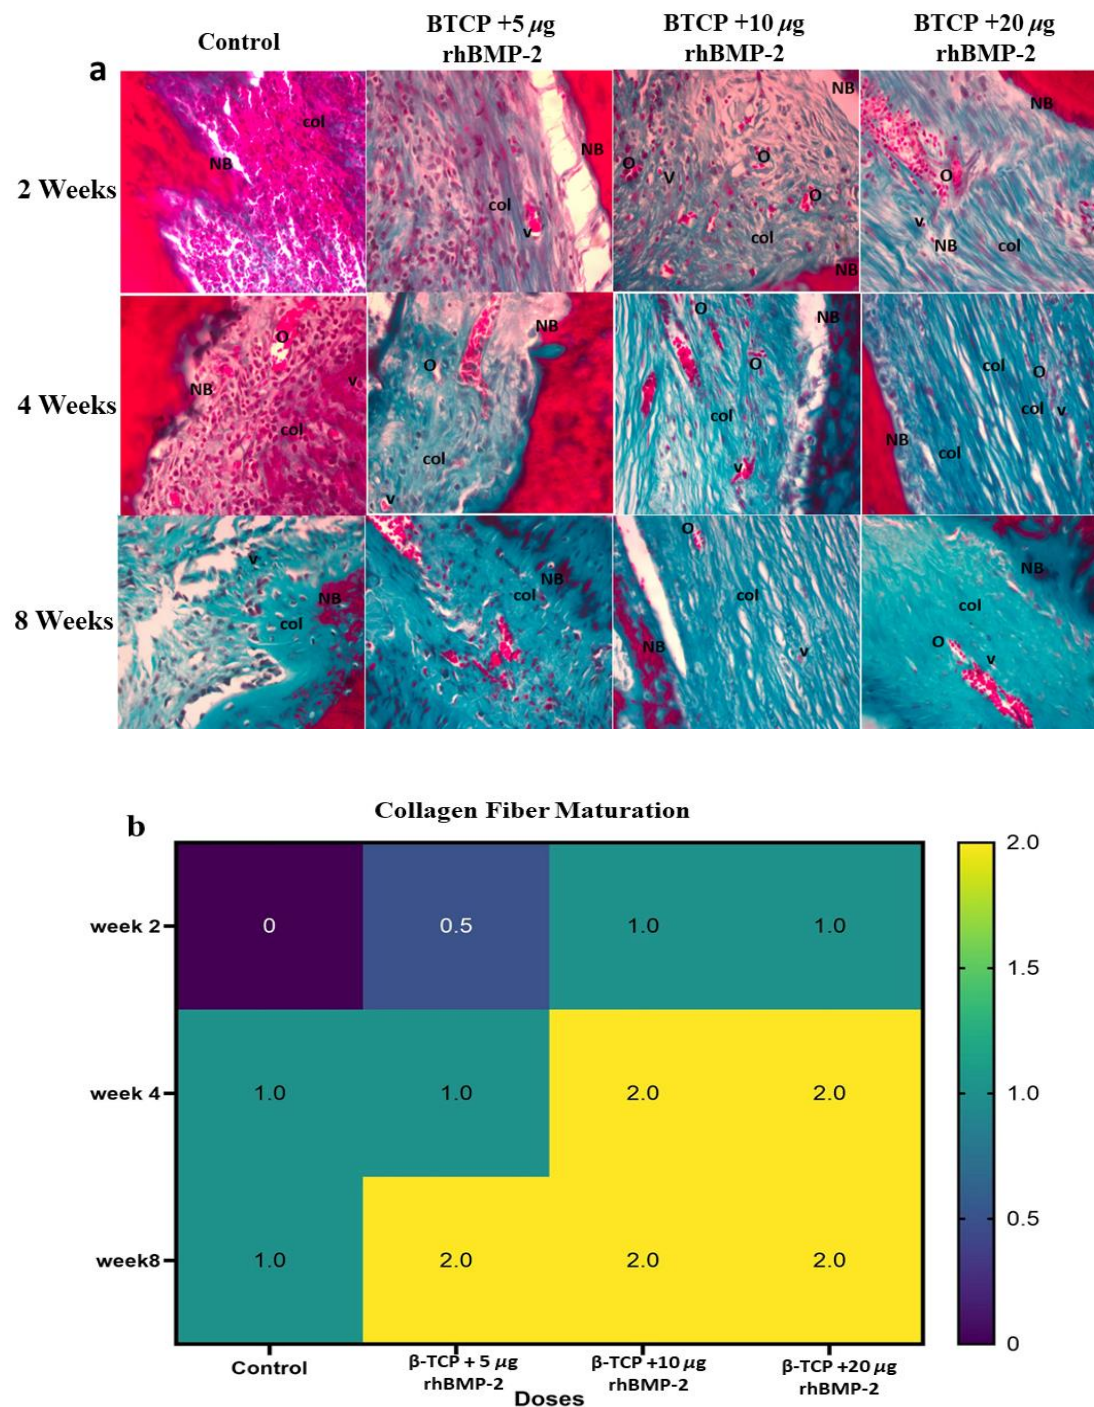 Control
BTCP +5 µg
rhBMP-2
BTCP +10 µg
rhBMP-2
BTCP +20 µg
rhBMP-2
a
2 Weeks
col
NB
NB
col
v
NB
O
V
O
O
col
NB
NB
O
v
NB
col
4 Weeks
O
NB
v
col
NB
O
col
v
O
NB
O
col
v
col
O
col
v
NB
col
8 Weeks
v
NB
col
NB
col
O
col
NB
v
NB
col
O
v
Collagen Fiber Maturation
b
2.0
1.5
1.0
0.5
0
week 2
0
0.5
1.0
1.0
week 4
1.0
1.0
2.0
2.0
week8
1.0
2.0
2.0
2.0
Control
β-TCP + 5 µg
rhBMP-2
β-TCP +10 µg
rhBMP-2
β-TCP +20 µg
rhBMP-2
Doses